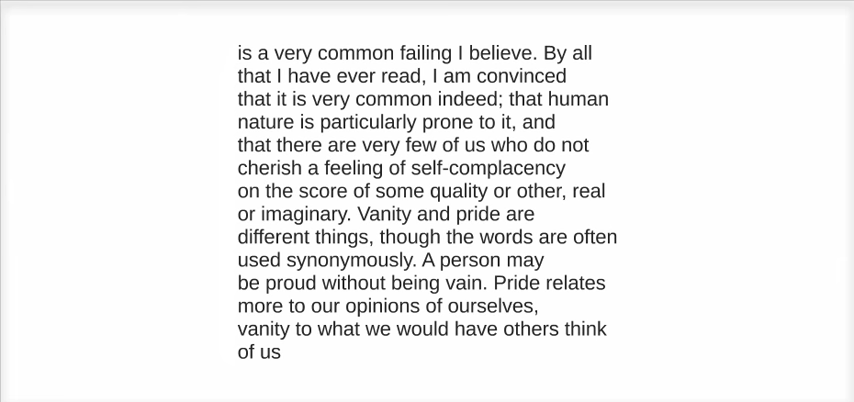 is a very common failing I believe. By all
that I have ever read, I am convinced
that it is very common indeed; that human
nature is particularly prone to it, and
that there are very few of us who do not
cherish a feeling of self-complacency
on the score of some quality or other, real
or imaginary. Vanity and pride are
different things, though the words are often
used synonymously. A person may
be proud without being vain. Pride relates
more to our opinions of ourselves,
vanity to what we would have others think
of us